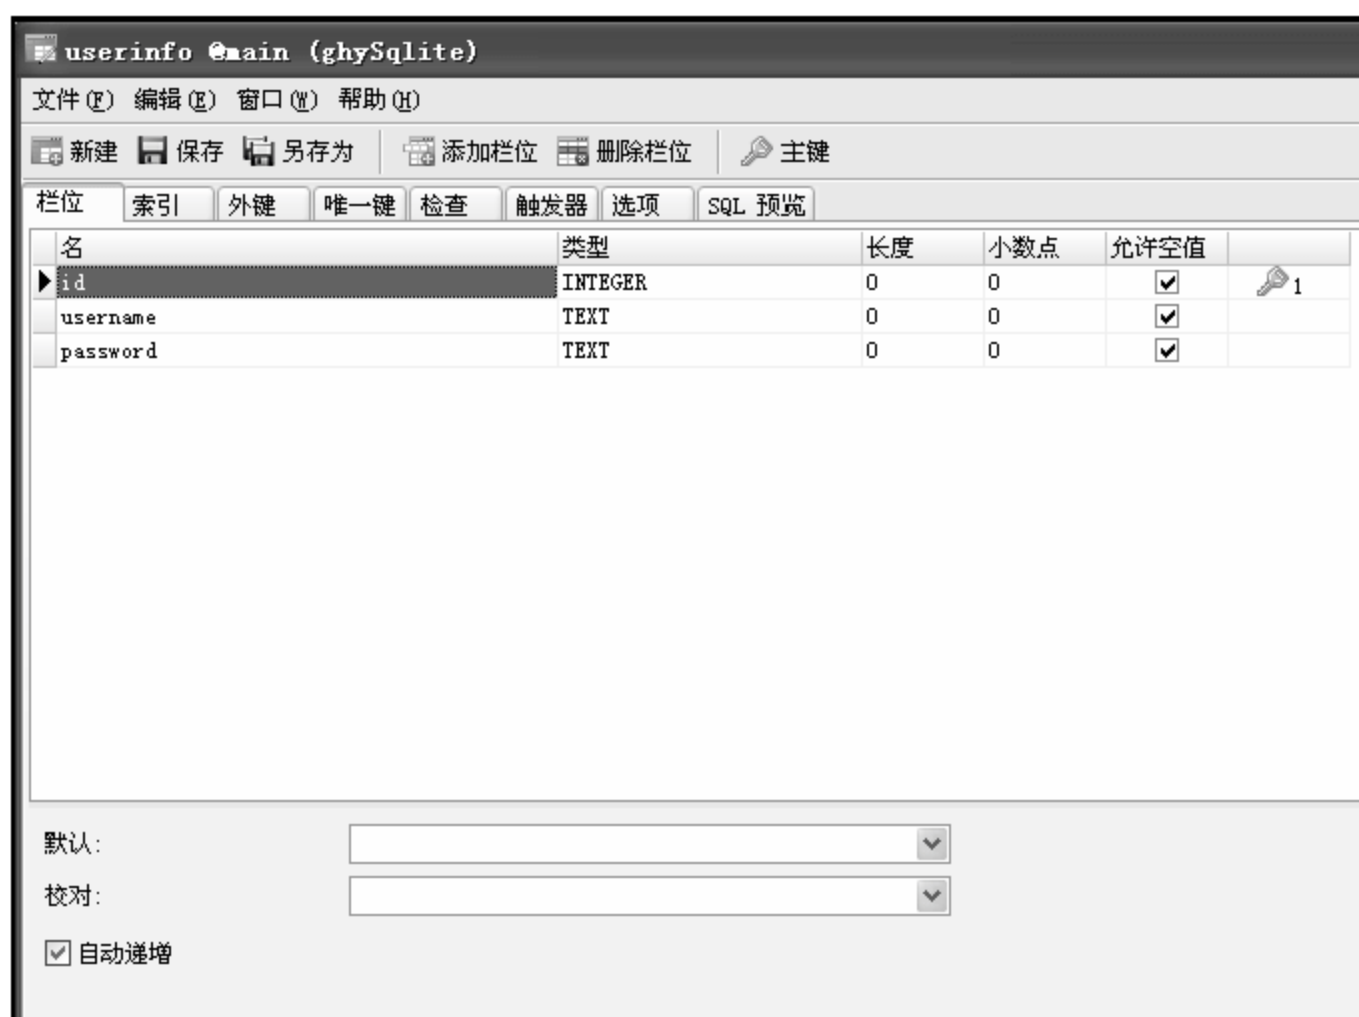 userinfo @main (ghySqlite)
文件(F) 编辑(E) 窗口(W) 帮助(H)
新建 保存 另存为 添加栏位 删除栏位 主键
栏位 索引 外键 唯一键 检查 触发器 选项 SQL 预览
名 类型 长度 小数点 允许空值
id INTEGER 0 0 1
username TEXT 0 0
password TEXT 0 0
默认:
校对:
自动递增